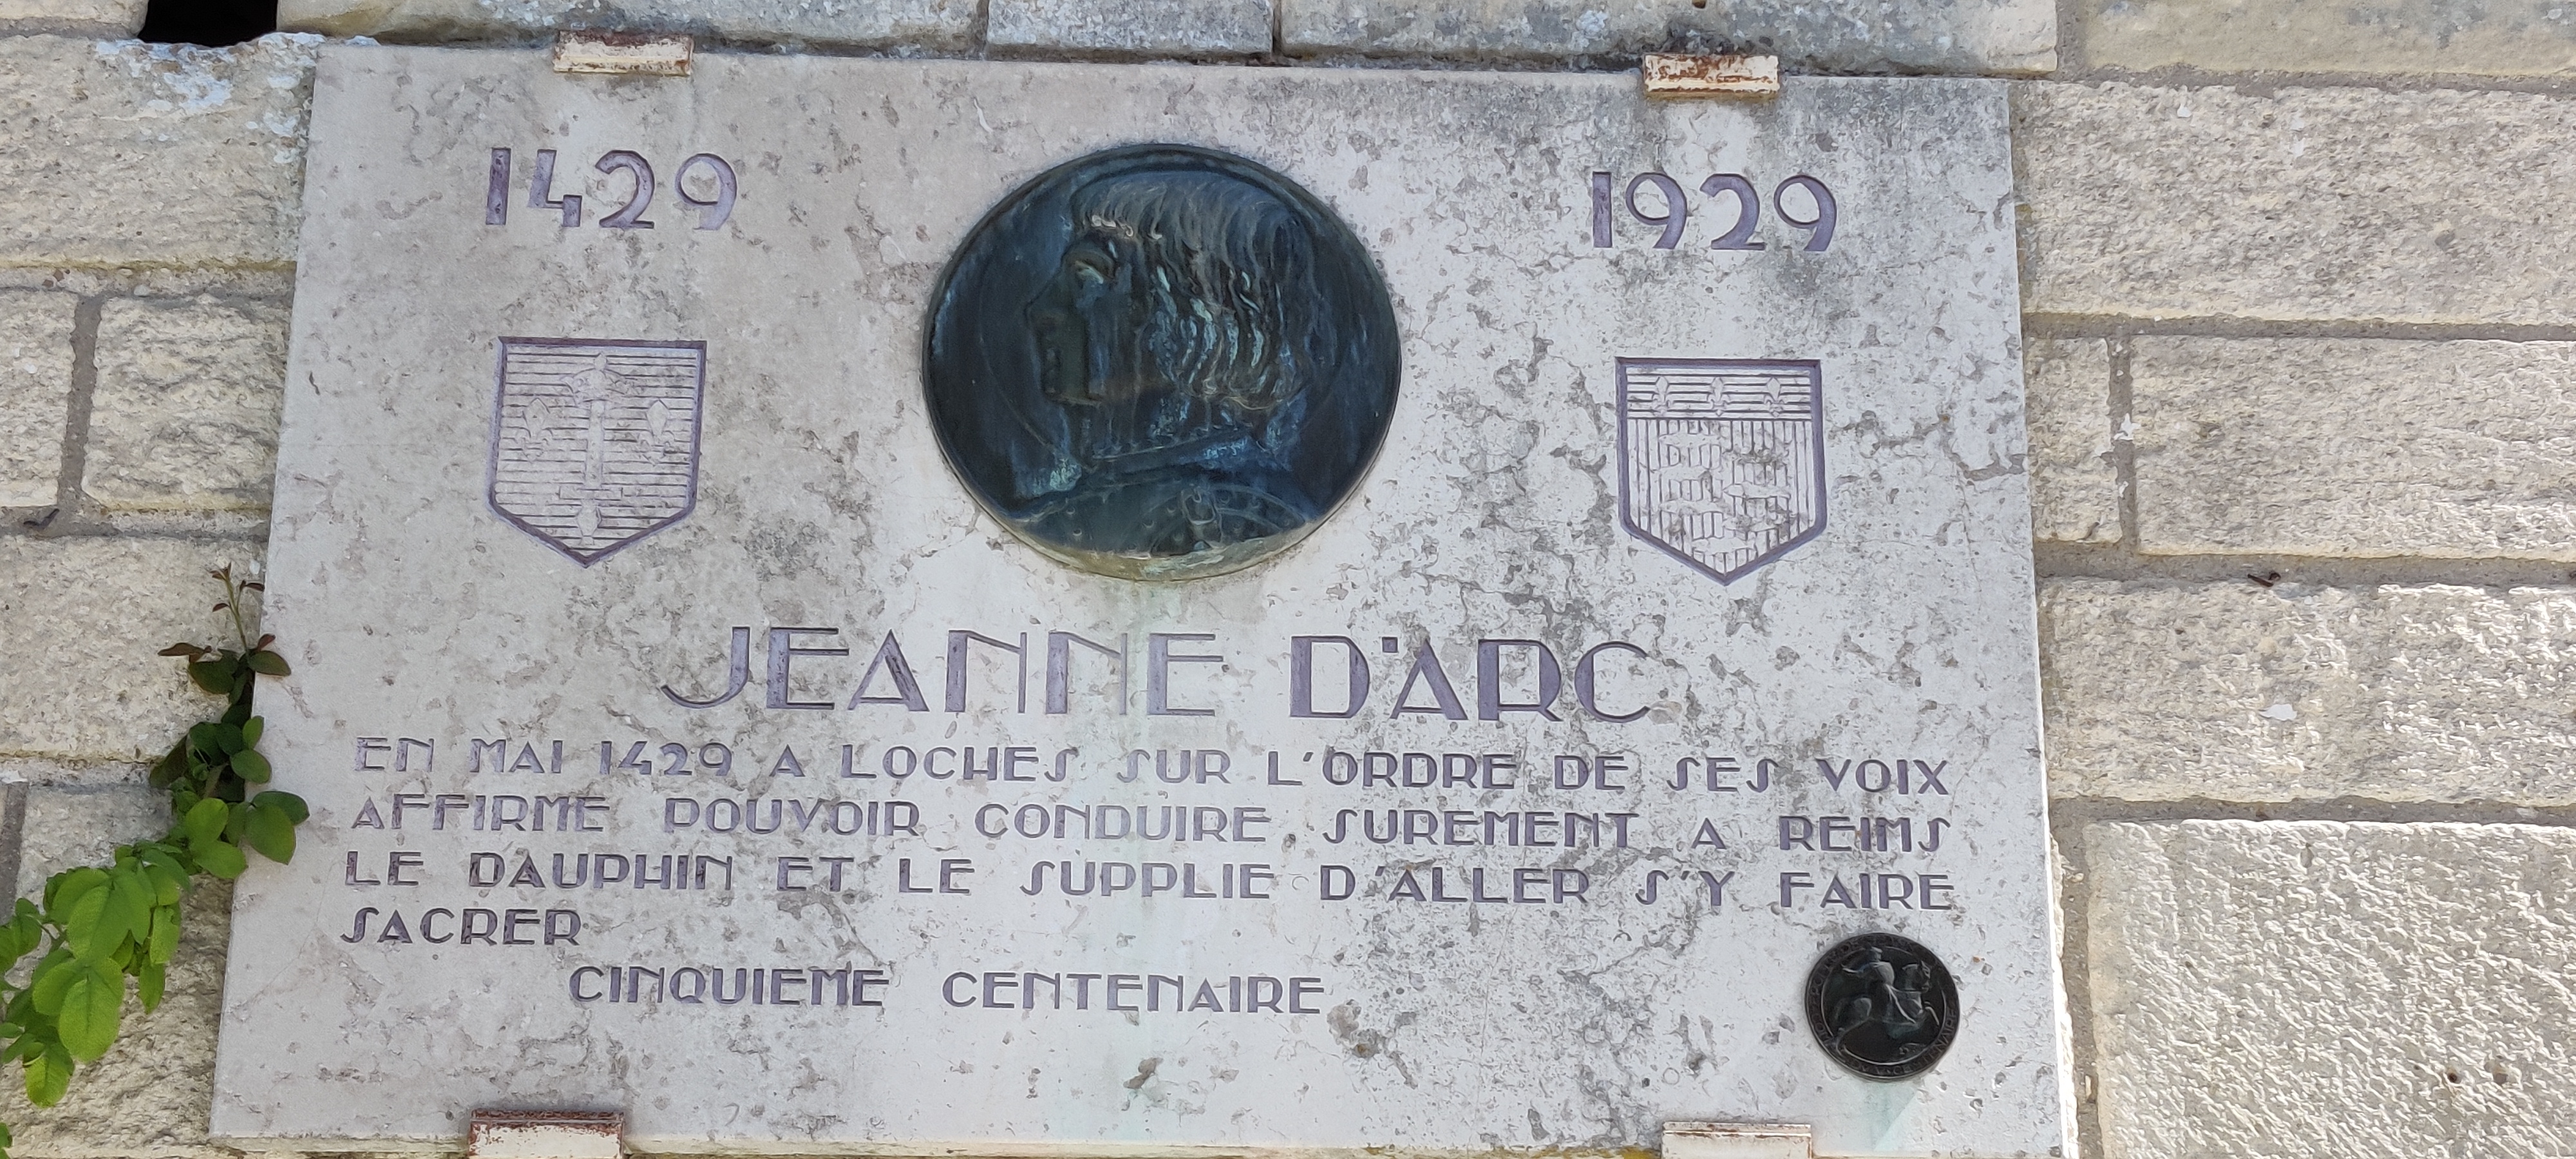 1429 1929
JEANNE D'ARC
EN MAI 1429 A LOCHES SUR L'ORDRE DE SES VOIX
AFFIRME POUVOIR CONDUIRE SUREMENT A REIMS
LE DAUPHIN ET LE SUPPLIE D'ALLER S'Y FAIRE
SACRER
CINQUIEME CENTENAIRE